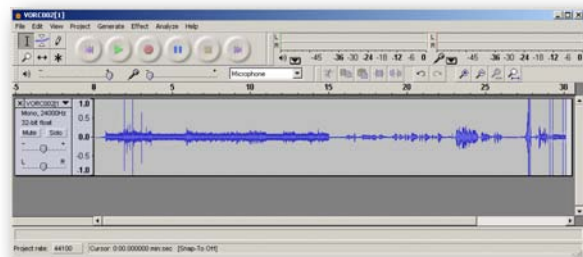 VORC002[1]
File Edit View Project Generate Effect Analyze Help
L
R
-45 -36 -30 -24 -18 -12 -6 0
L
R
-45 -36 -30 -24 -18 -12 -6 0
Microphone
-5 0 5 10 15 20 25 30
VORC002[1
Mono, 24000Hz
32-bit float
Mute Solo
- +
L R
1.0
0.5
0.0
-0.5
-1.0
Project rate: 44100 Cursor: 0:00.000000 min:sec [Snap-To Off]